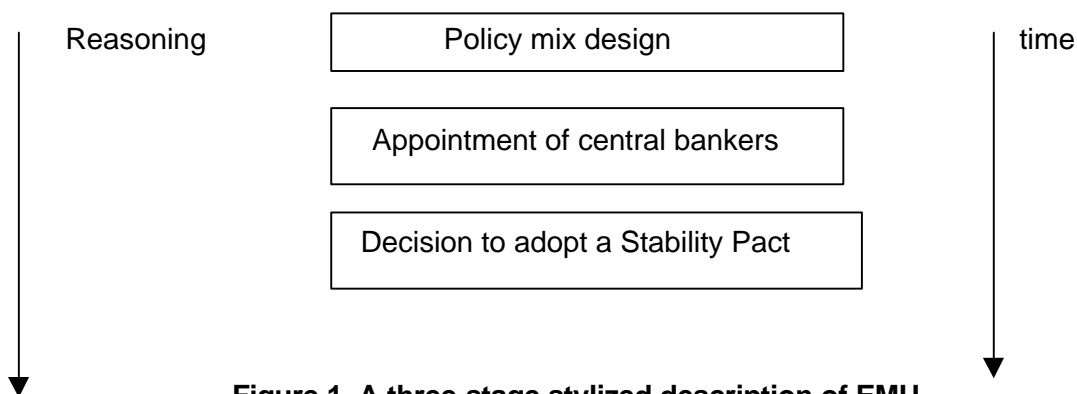 Reasoning Policy mix design time
Appointment of central bankers
Decision to adopt a Stability Pact
Figure 1. A three stage stylized description of EMU